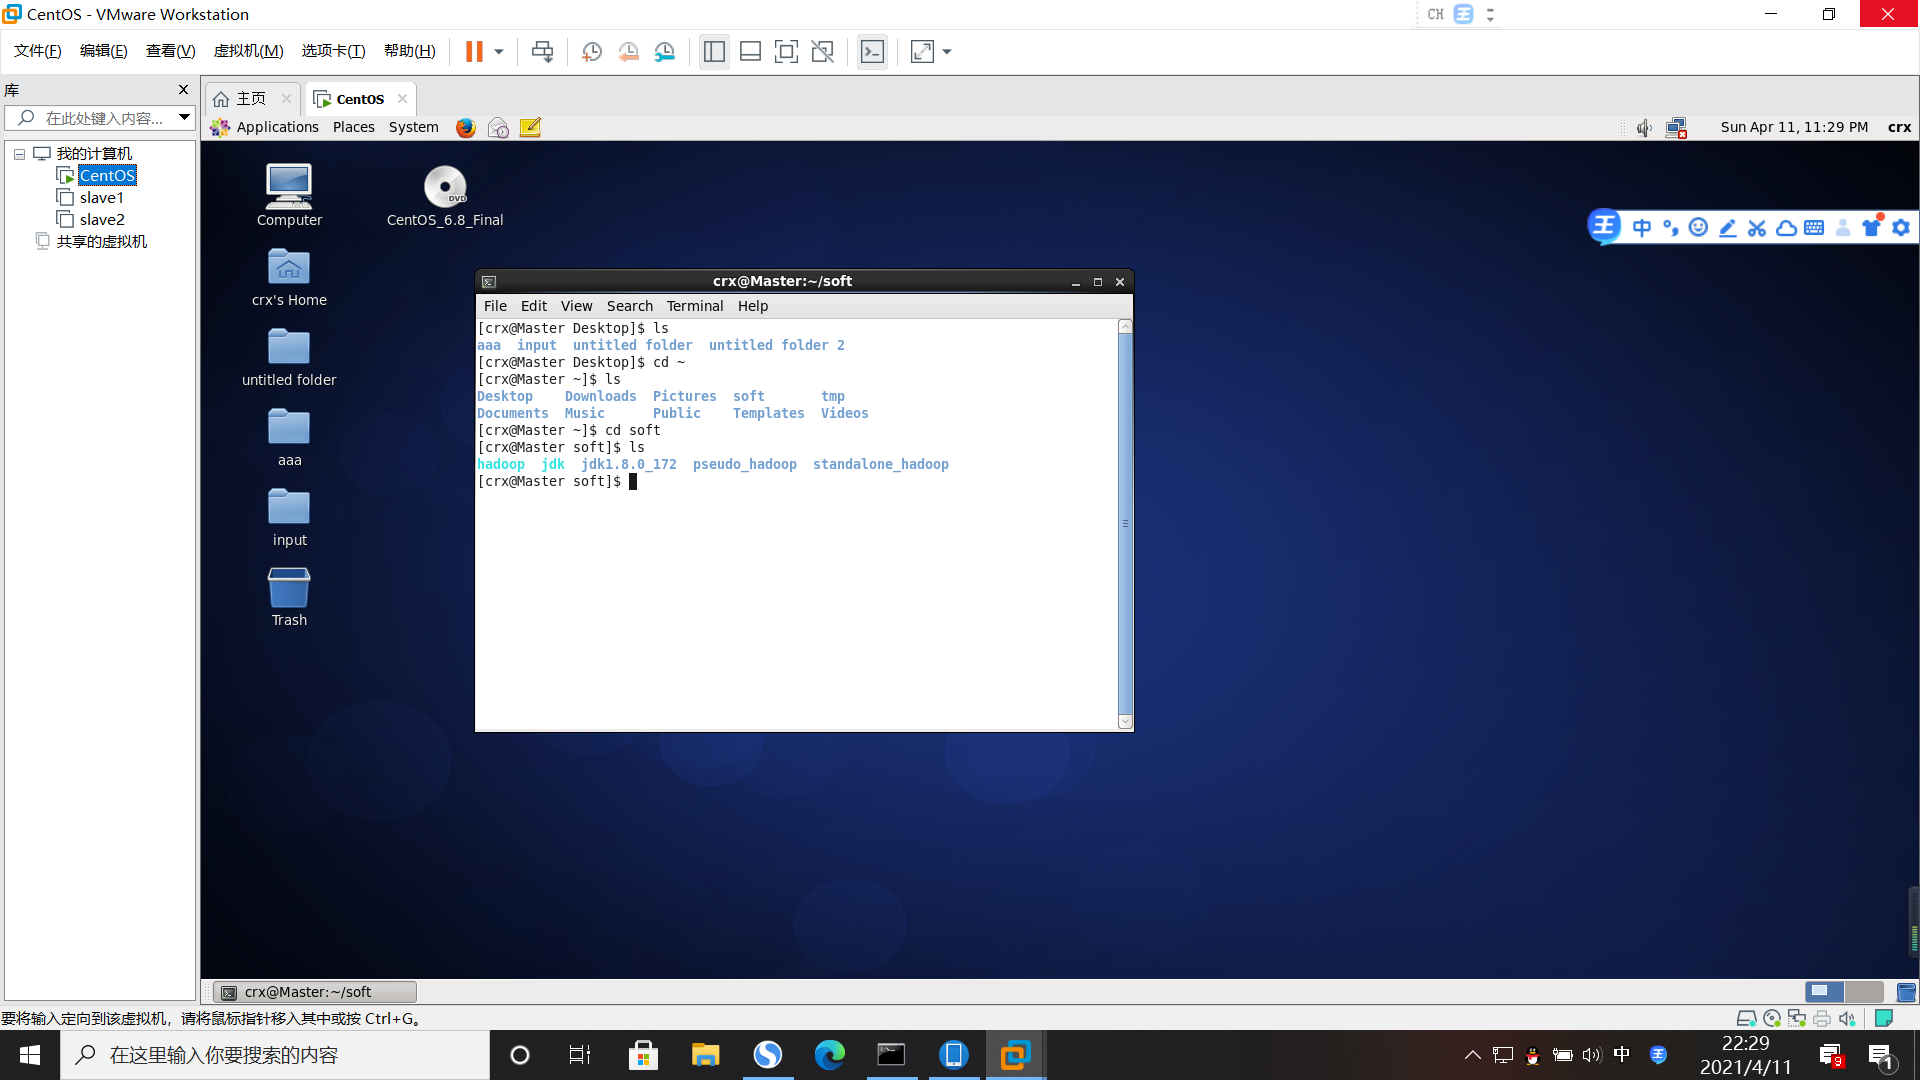 CentOS - VMware Workstation
CH
文件(F) 编辑(E) 查看(V) 虚拟机(M) 选项卡(T) 帮助(H)
库
在此处键入内容...
我的计算机
CentOS
slave1
slave2
共享的虚拟机
主页
CentOS
Applications Places System
Sun Apr 11, 11:29 PM crx
Computer
DVD
CentOS_6.8_Final
crx's Home
untitled folder
aaa
input
Trash
王 中
crx@Master:~/soft
File Edit View Search Terminal Help
[crx@Master Desktop]$ ls
aaa  input  untitled folder  untitled folder 2
[crx@Master Desktop]$ cd ~
[crx@Master ~]$ ls
Desktop    Downloads  Pictures  soft       tmp
Documents  Music      Public    Templates  Videos
[crx@Master ~]$ cd soft
[crx@Master soft]$ ls
hadoop  jdk  jdk1.8.0_172  pseudo_hadoop  standalone_hadoop
[crx@Master soft]$
crx@Master:~/soft
要将输入定向到该虚拟机，请将鼠标指针移入其中或按 Ctrl+G。
在这里输入你要搜索的内容
中
22:29
2021/4/11
9
1